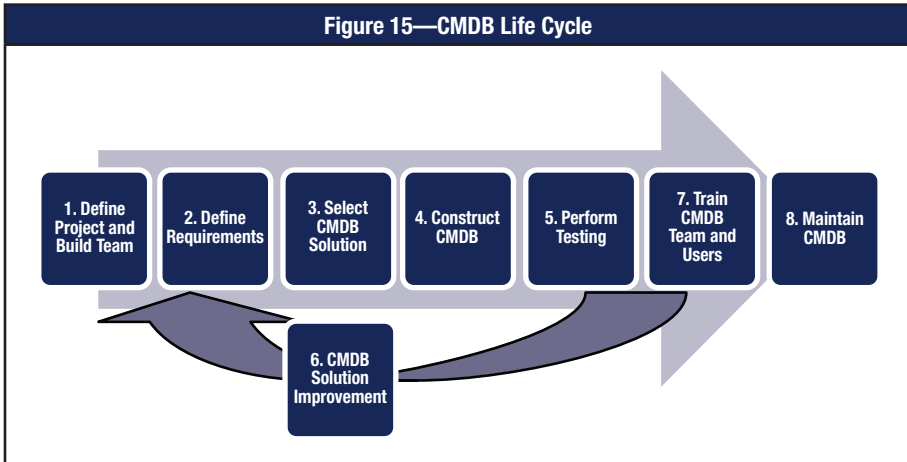 Figure 15—CMDB Life Cycle
1. Define
Project and
Build Team
2. Define
Requirements
3. Select
CMDB
Solution
4. Construct
CMDB
5. Perform
Testing
7. Train
CMDB
Team and
Users
8. Maintain
CMDB
6. CMDB
Solution
Improvement